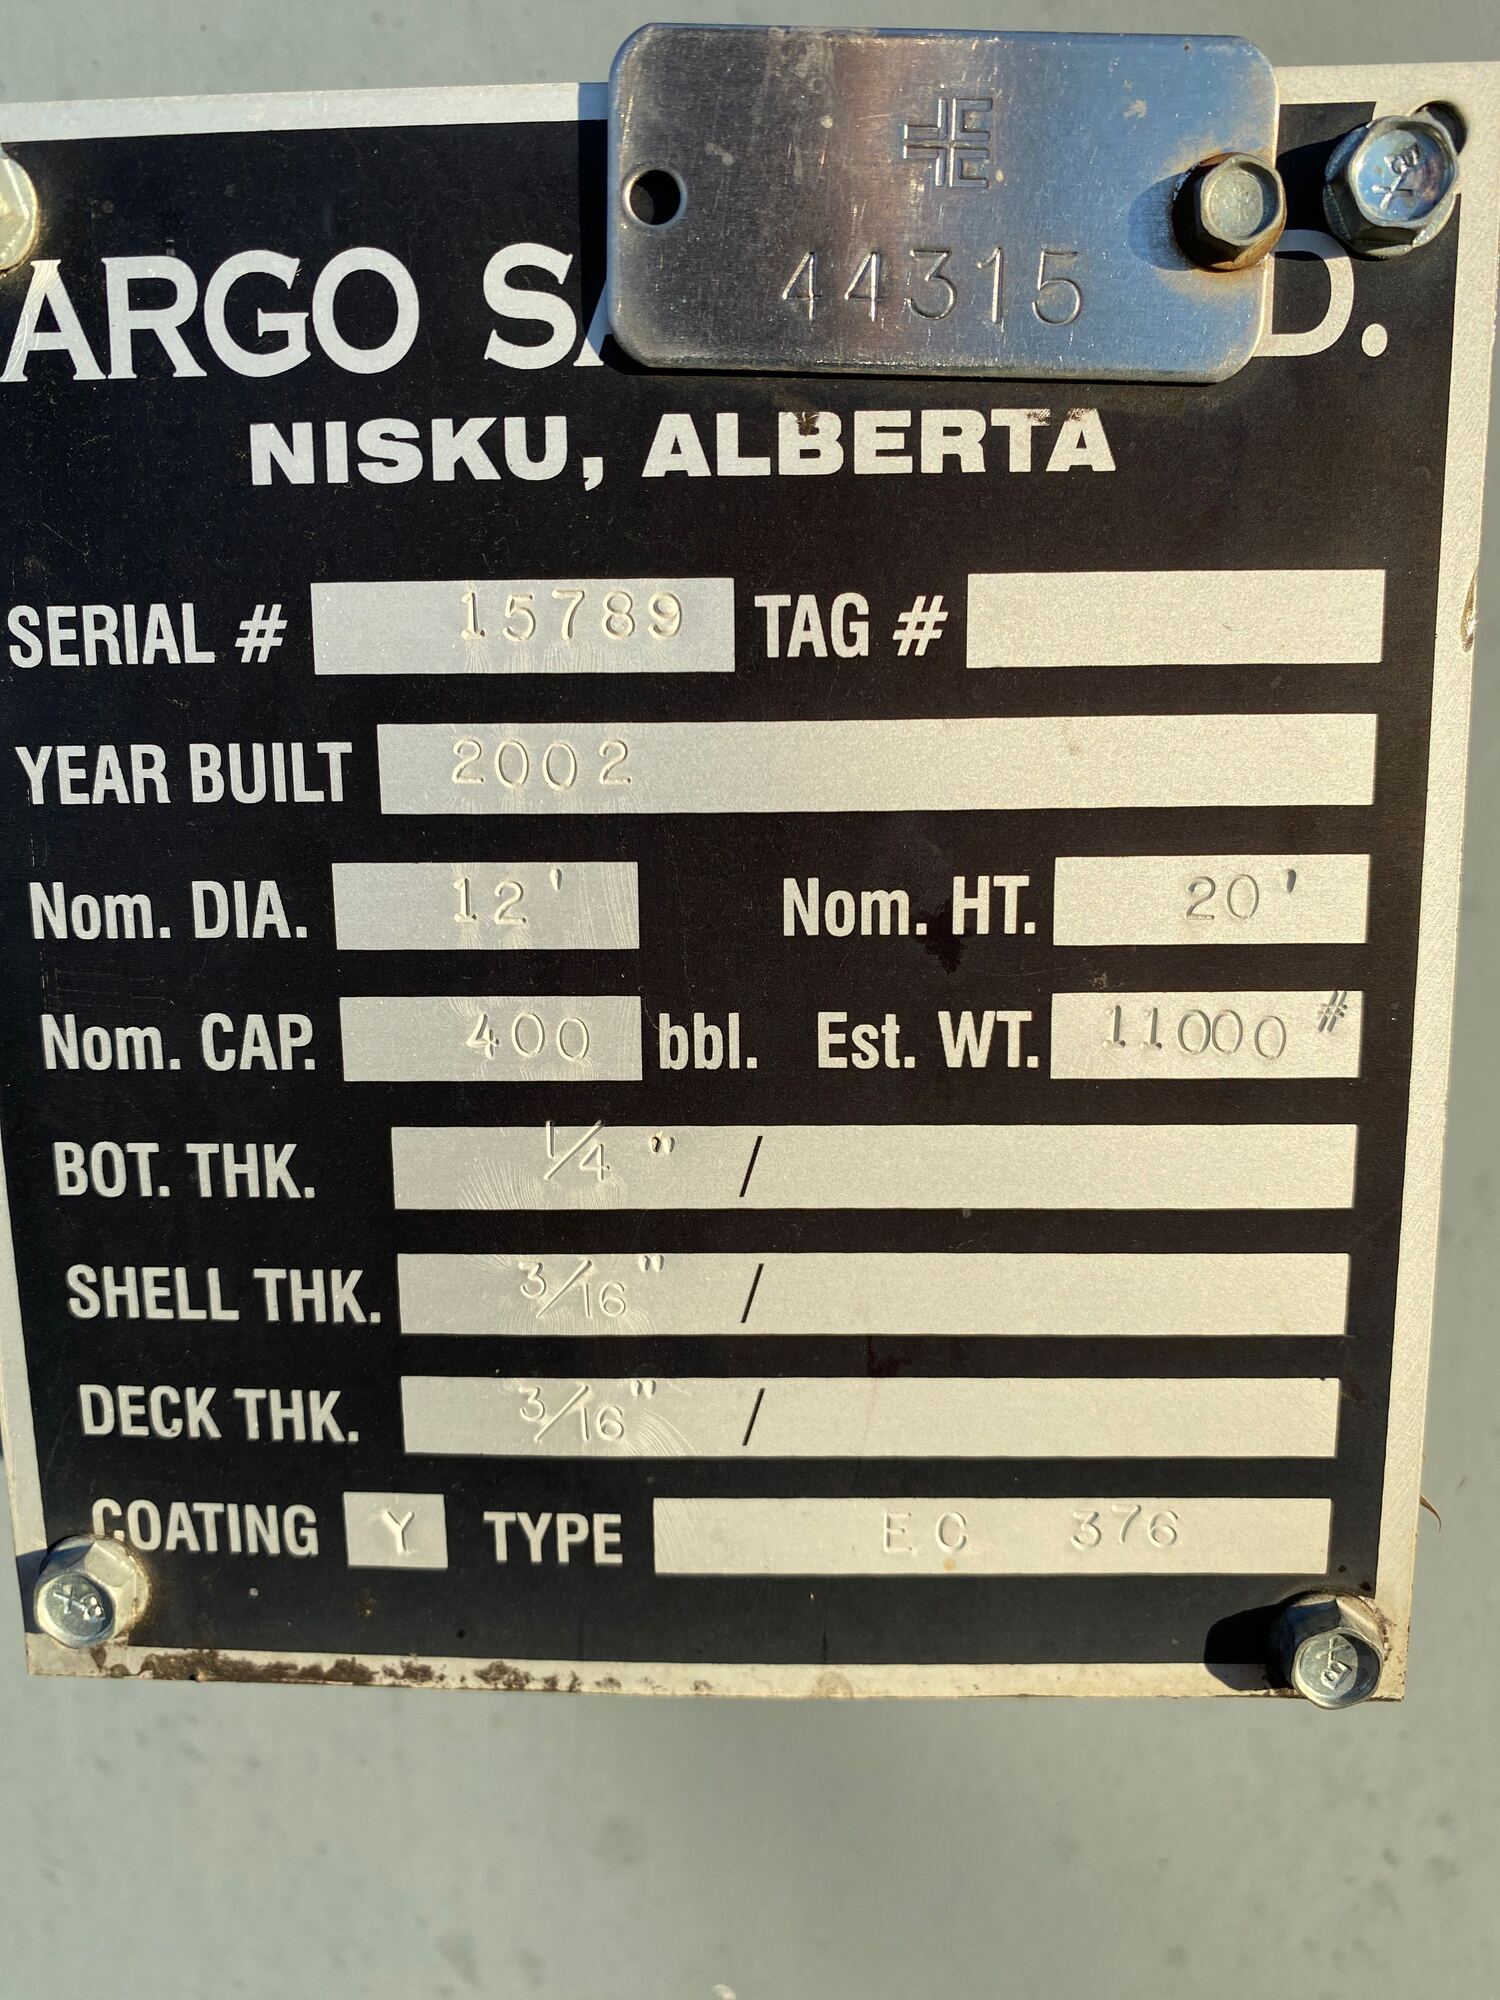 44315
ARGO SA D.
NISKU, ALBERTA
SERIAL # 15789 TAG #
YEAR BUILT 2002
Nom. DIA. 12' Nom. HT. 20'
Nom. CAP. 400 bbl. Est. WT. 11000 #
BOT. THK. 1/4 " /
SHELL THK. 3/16" /
DECK THK. 3/16" /
COATING Y TYPE EC 376